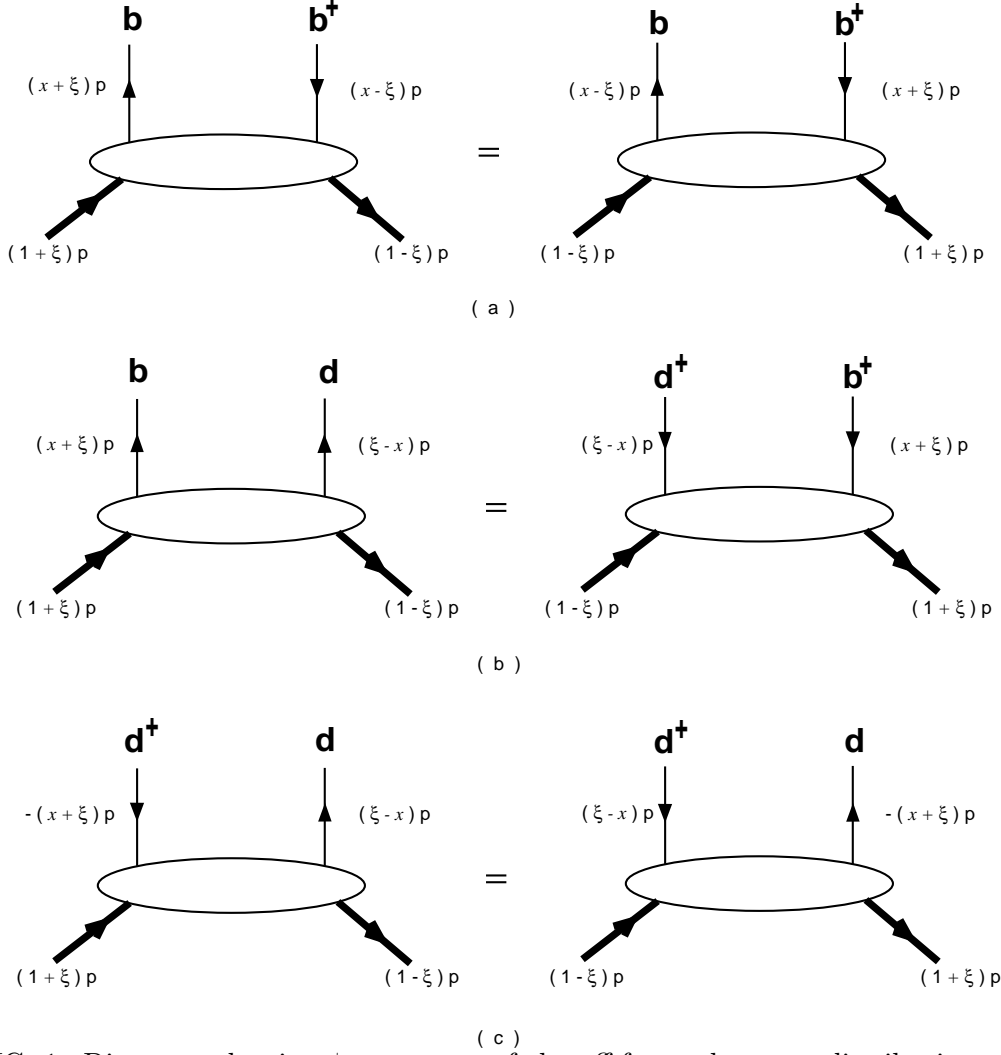 b b† b b†
(x + ξ) p (x - ξ) p (x - ξ) p (x + ξ) p
=
(1 + ξ) p (1 - ξ) p (1 - ξ) p (1 + ξ) p
(a)
b d d† b†
(x + ξ) p (ξ - x) p (ξ - x) p (x + ξ) p
=
(1 + ξ) p (1 - ξ) p (1 - ξ) p (1 + ξ) p
(b)
d† d d† d
-(x + ξ) p (ξ - x) p (ξ - x) p -(x + ξ) p
=
(1 + ξ) p (1 - ξ) p (1 - ξ) p (1 + ξ) p
(c)